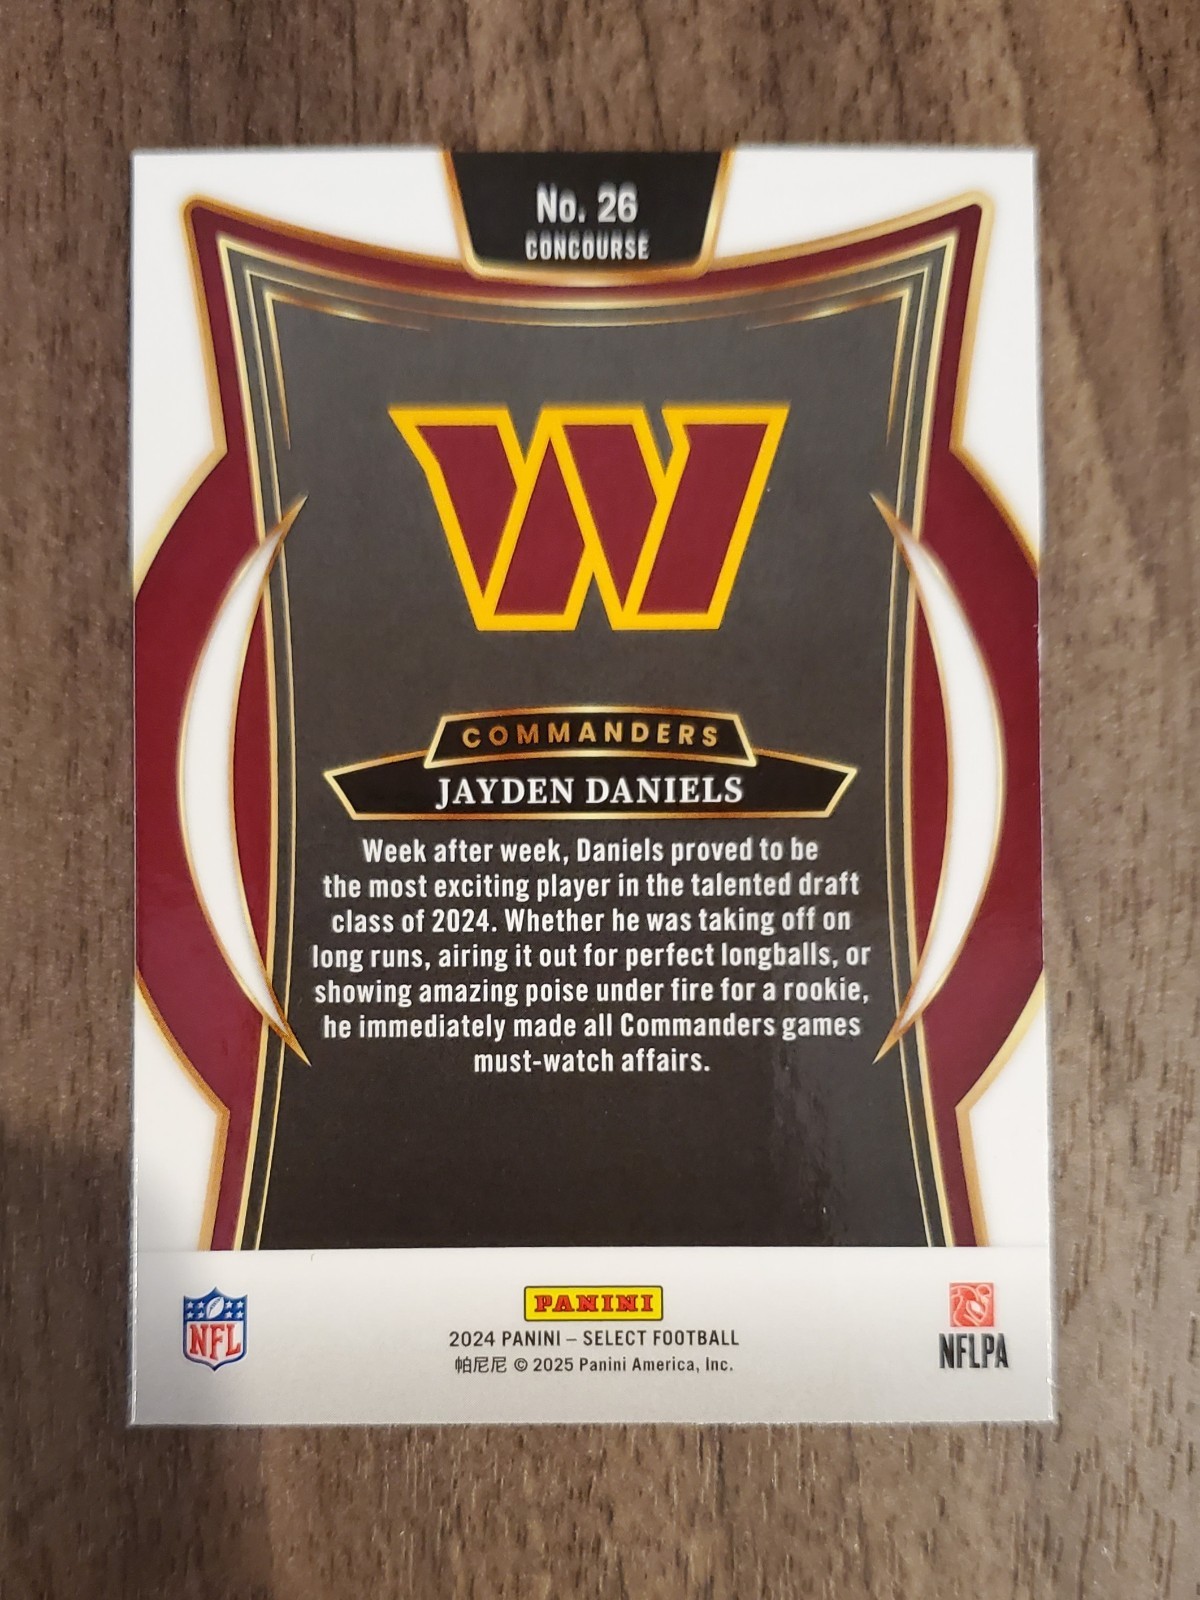 No. 26
CONCOURSE
W
COMMANDERS
JAYDEN DANIELS
Week after week, Daniels proved to be
the most exciting player in the talented draft
class of 2024. Whether he was taking off on
long runs, airing it out for perfect longballs, or
showing amazing poise under fire for a rookie,
he immediately made all Commanders games
must-watch affairs.
NFL
PANINI
2024 PANINI – SELECT FOOTBALL
帕尼尼 © 2025 Panini America, Inc.
NFLPA